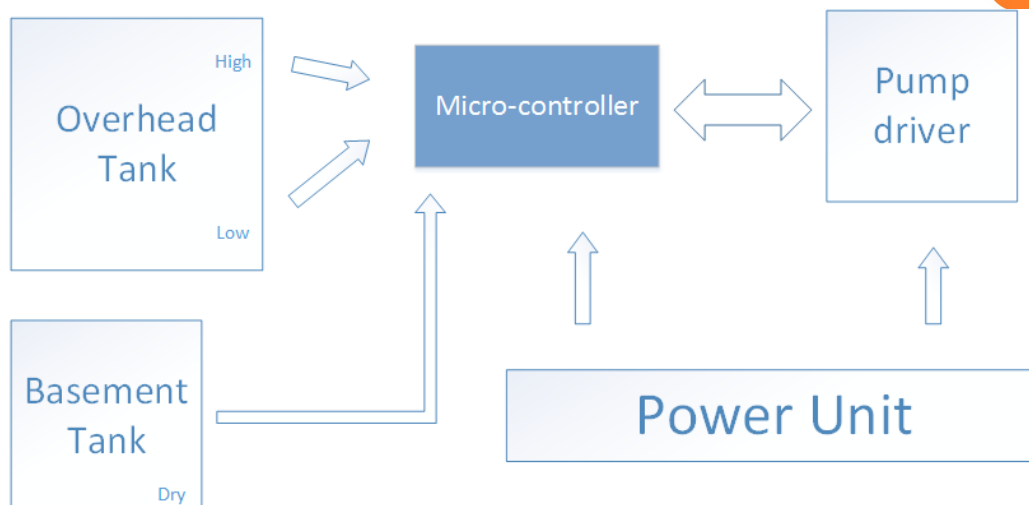 High
Overhead
Tank
Low
Micro-controller
Pump
driver
Basement
Tank
Dry
Power Unit